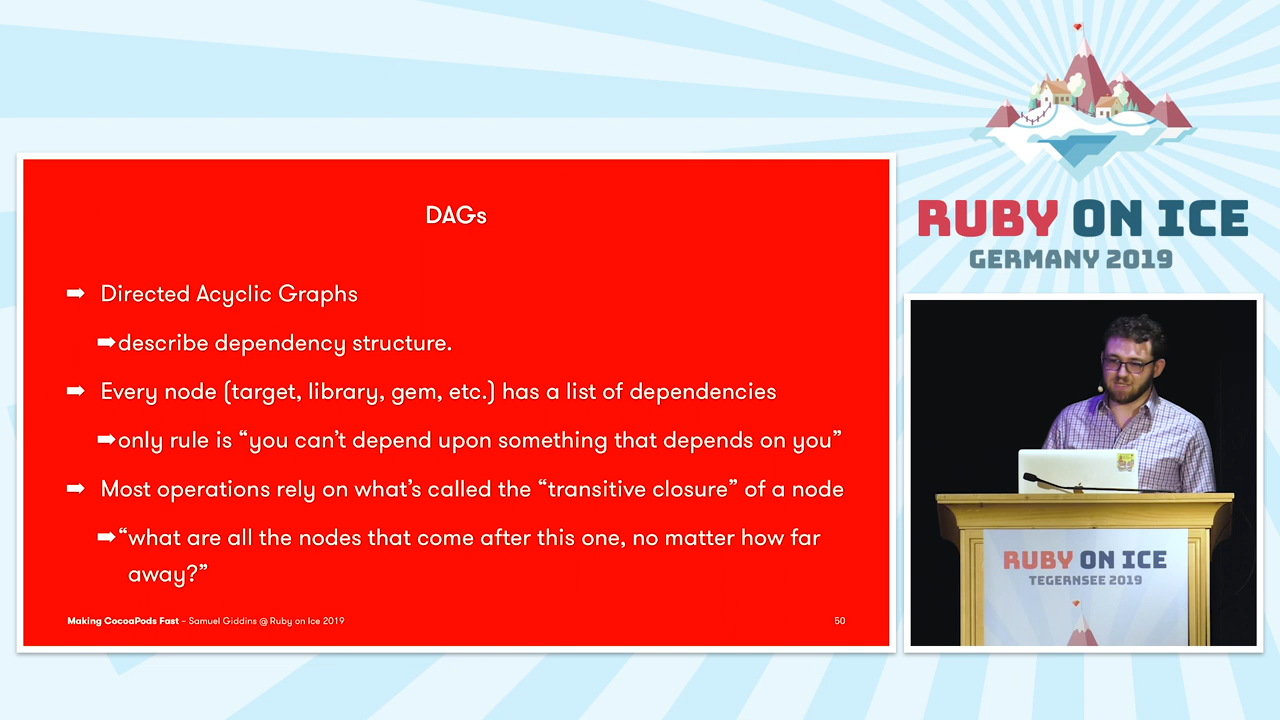 DAGs
➡ Directed Acyclic Graphs
➡describe dependency structure.
➡ Every node (target, library, gem, etc.) has a list of dependencies
➡only rule is “you can’t depend upon something that depends on you”
➡ Most operations rely on what’s called the “transitive closure” of a node
➡“what are all the nodes that come after this one, no matter how far
away?”
Making CocoaPods Fast – Samuel Giddins @ Ruby on Ice 2019
50
RUBY ON ICE
GERMANY 2019
RUBY ON ICE
TEGERNSEE 2019